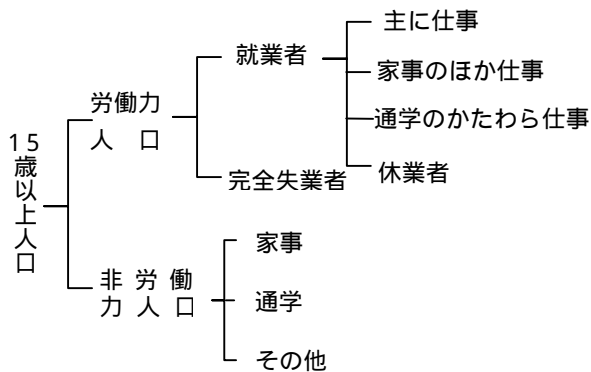 15歳以上人口
労働力
人　口
就業者
主に仕事
家事のほか仕事
通学のかたわら仕事
休業者
完全失業者
非 労 働
力 人 口
家事
通学
その他